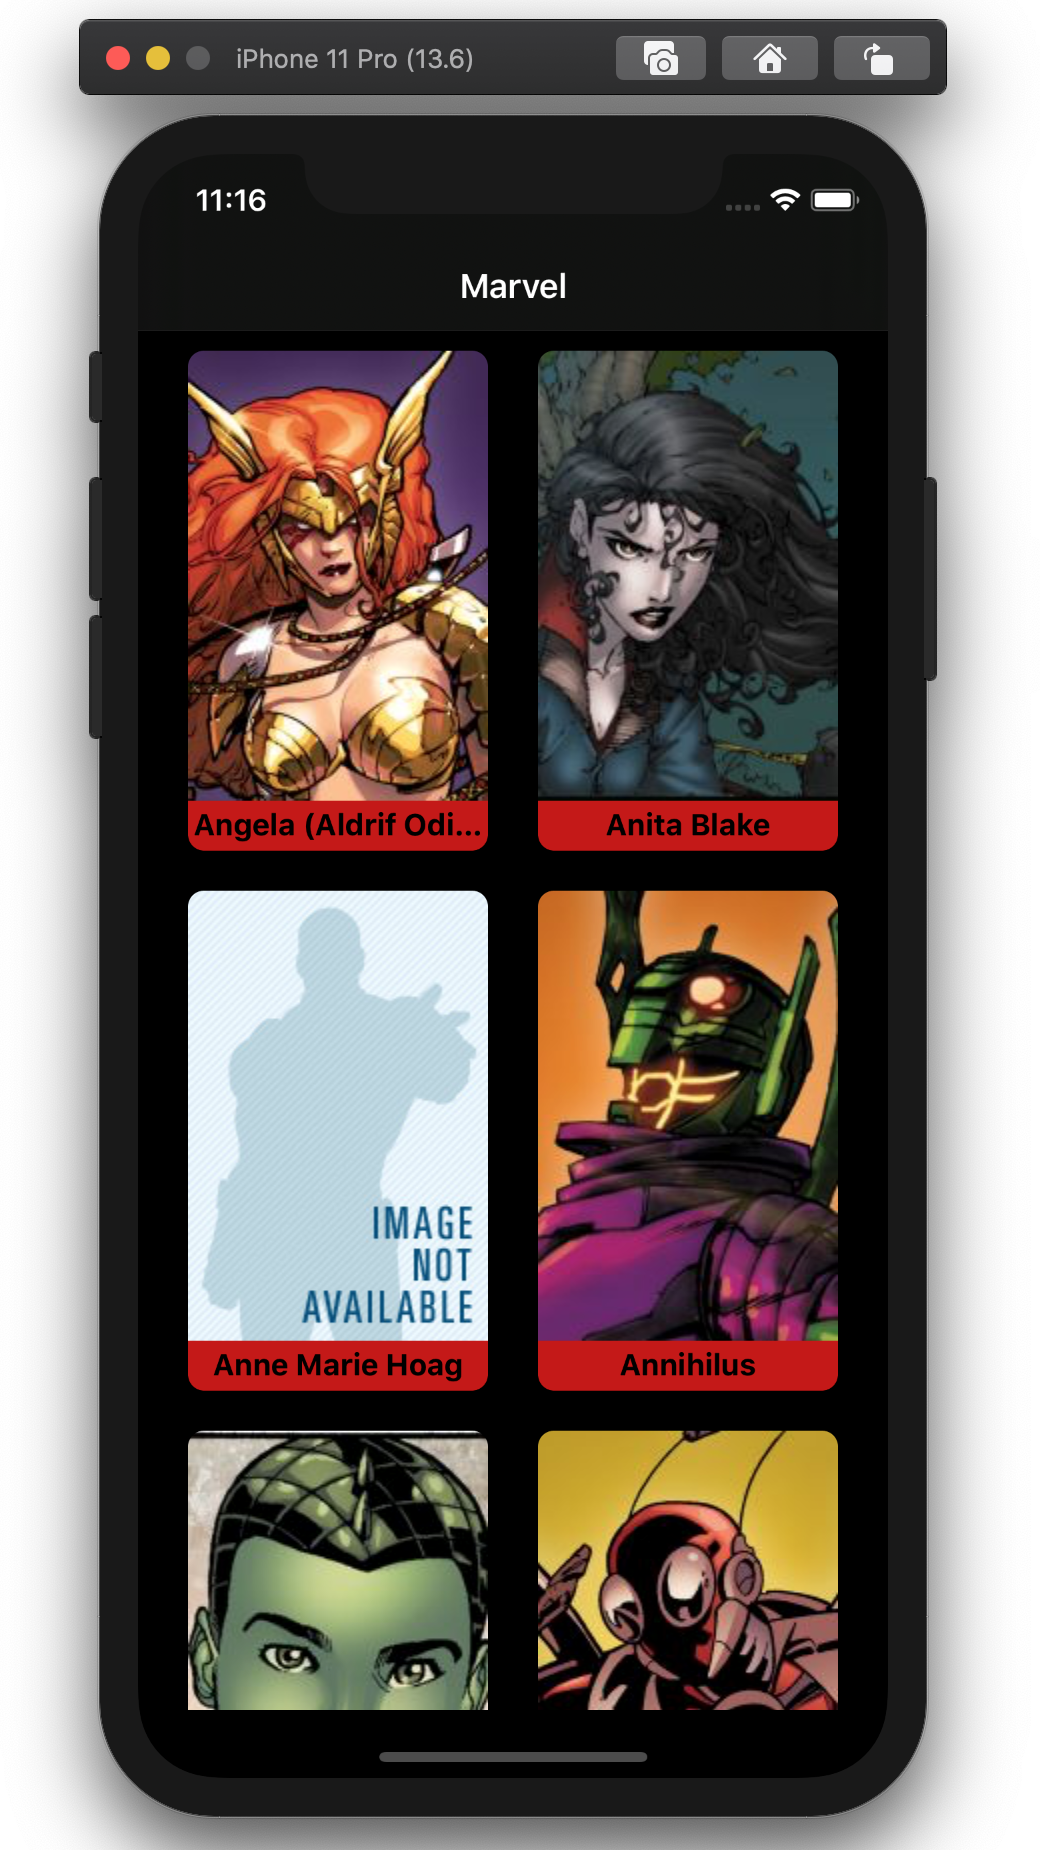 iPhone 11 Pro (13.6)
11:16
Marvel
Angela (Aldrif Odi...
Anita Blake
IMAGE
NOT
AVAILABLE
Anne Marie Hoag
Annihilus